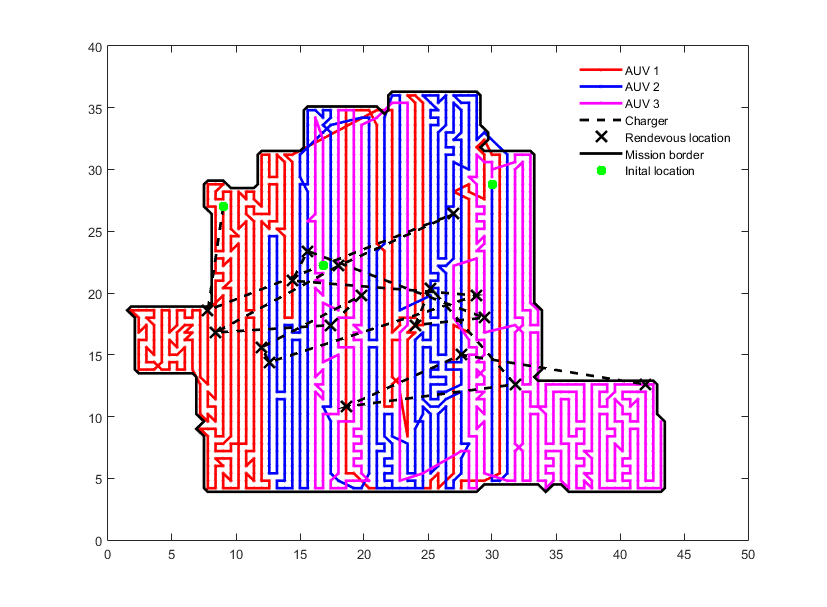 40
35
30
25
20
15
10
5
0
0 5 10 15 20 25 30 35 40 45 50
AUV 1
AUV 2
AUV 3
Charger
Rendevous location
Mission border
Inital location